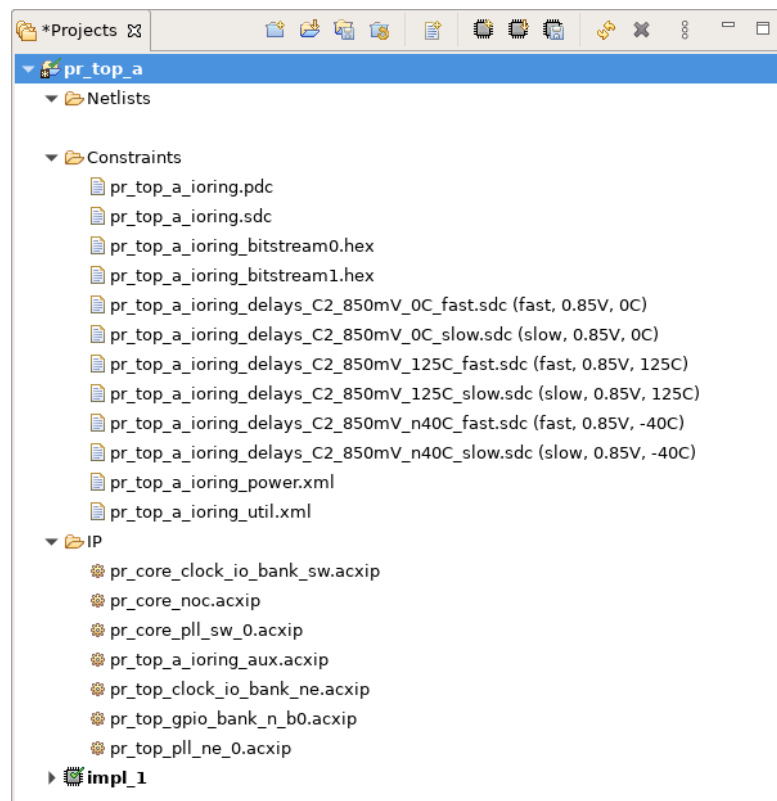 *Projects
pr_top_a
Netlists
Constraints
pr_top_a_ioring.pdc
pr_top_a_ioring.sdc
pr_top_a_ioring_bitstream0.hex
pr_top_a_ioring_bitstream1.hex
pr_top_a_ioring_delays_C2_850mV_0C_fast.sdc (fast, 0.85V, 0C)
pr_top_a_ioring_delays_C2_850mV_0C_slow.sdc (slow, 0.85V, 0C)
pr_top_a_ioring_delays_C2_850mV_125C_fast.sdc (fast, 0.85V, 125C)
pr_top_a_ioring_delays_C2_850mV_125C_slow.sdc (slow, 0.85V, 125C)
pr_top_a_ioring_delays_C2_850mV_n40C_fast.sdc (fast, 0.85V, -40C)
pr_top_a_ioring_delays_C2_850mV_n40C_slow.sdc (slow, 0.85V, -40C)
pr_top_a_ioring_power.xml
pr_top_a_ioring_util.xml
IP
pr_core_clock_io_bank_sw.acxip
pr_core_noc.acxip
pr_core_pll_sw_0.acxip
pr_top_a_ioring_aux.acxip
pr_top_clock_io_bank_ne.acxip
pr_top_gpio_bank_n_b0.acxip
pr_top_pll_ne_0.acxip
impl_1